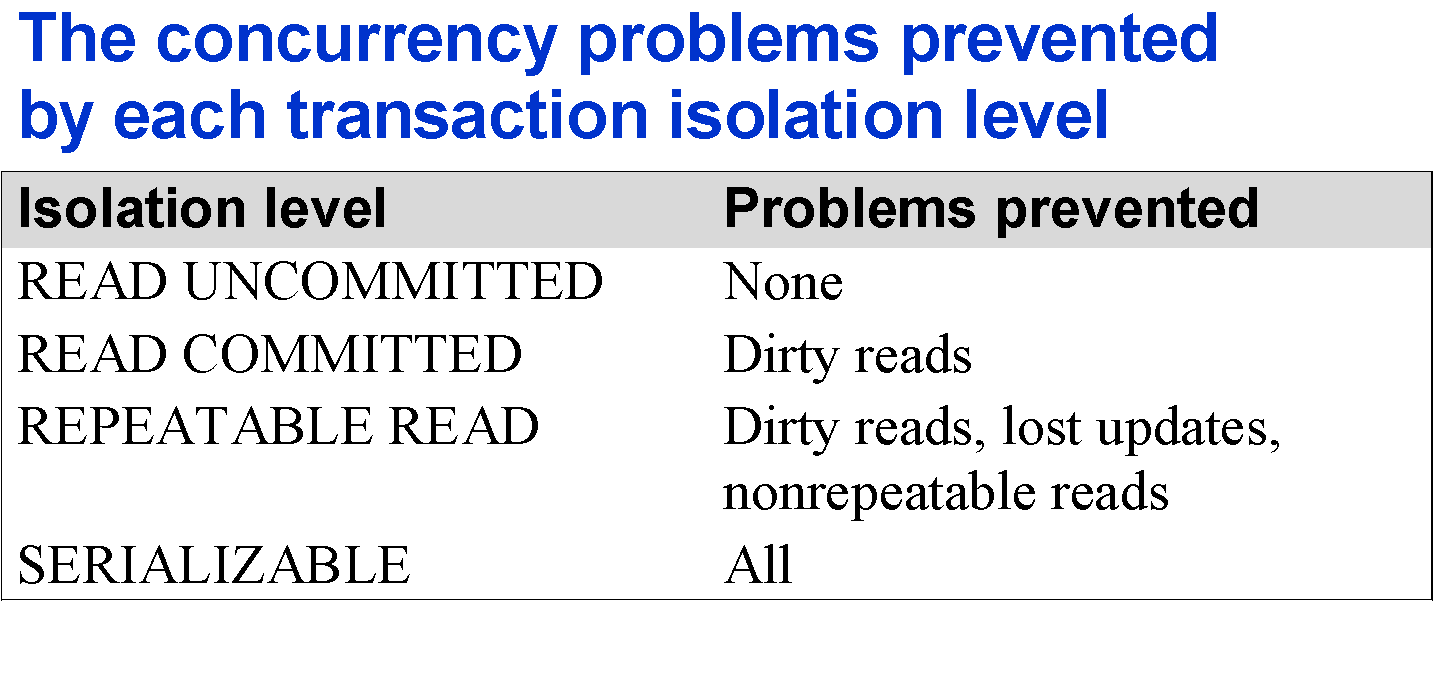 The concurrency problems prevented
by each transaction isolation level
Isolation level Problems prevented
READ UNCOMMITTED None
READ COMMITTED Dirty reads
REPEATABLE READ Dirty reads, lost updates,
nonrepeatable reads
SERIALIZABLE All